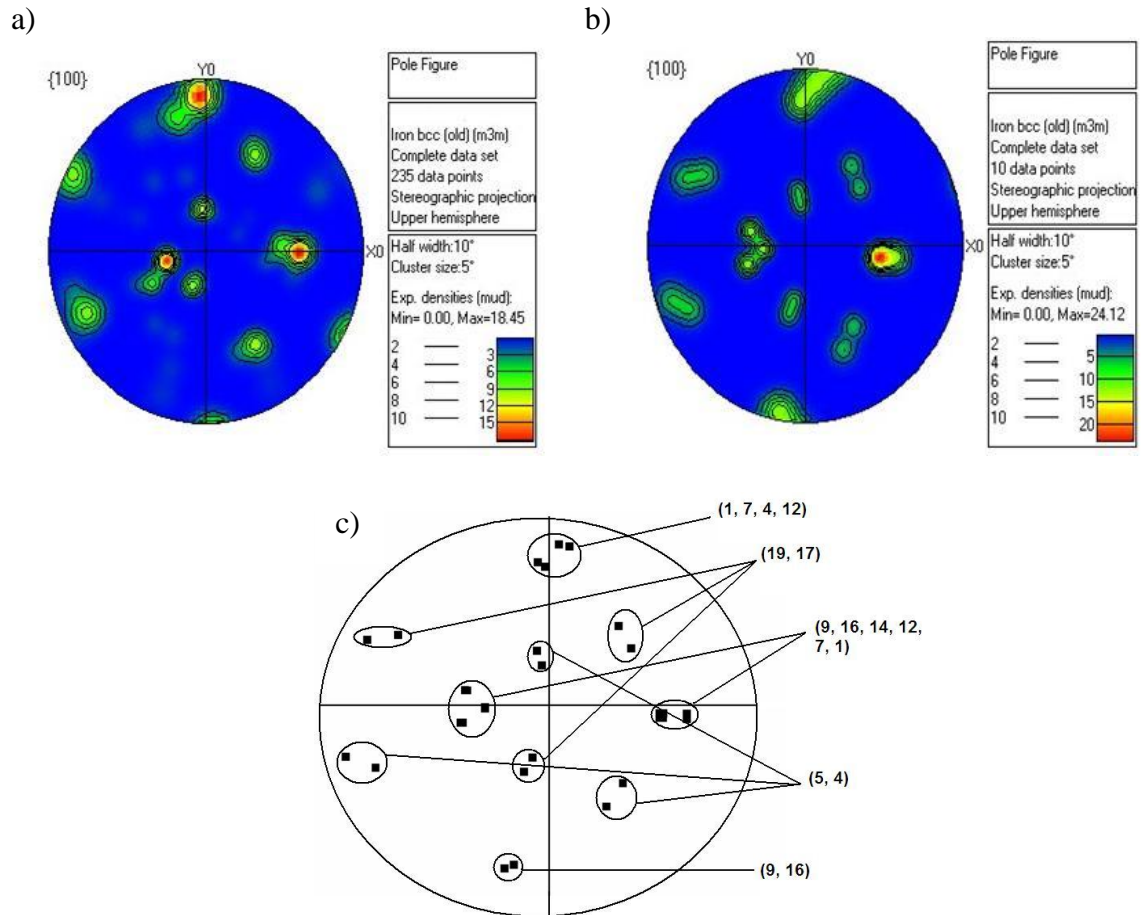 a)
{100}
Y0
X0
Pole Figure
Iron bcc (old) (m3m)
Complete data set
235 data points
Stereographic projection
Upper hemisphere
Half width:10°
Cluster size:5°
Exp. densities (mud):
Min= 0.00, Max=18.45
2
4
6
8
10
3
6
9
12
15
b)
{100}
Y0
X0
Pole Figure
Iron bcc (old) (m3m)
Complete data set
10 data points
Stereographic projection
Upper hemisphere
Half width:10°
Cluster size:5°
Exp. densities (mud):
Min= 0.00, Max=24.12
2
4
6
8
10
5
10
15
20
c)
(1, 7, 4, 12)
(19, 17)
(9, 16, 14, 12,
7, 1)
(5, 4)
(9, 16)